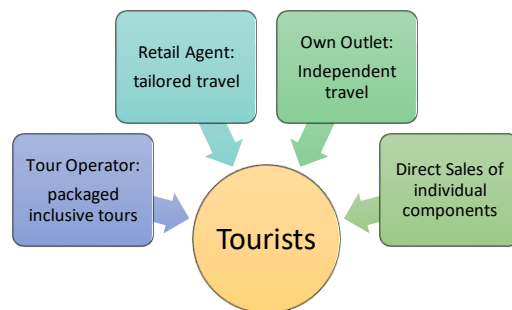 Retail Agent:
tailored travel
Own Outlet:
Independent
travel
Tour Operator:
packaged
inclusive tours
Direct Sales of
individual
components
Tourists